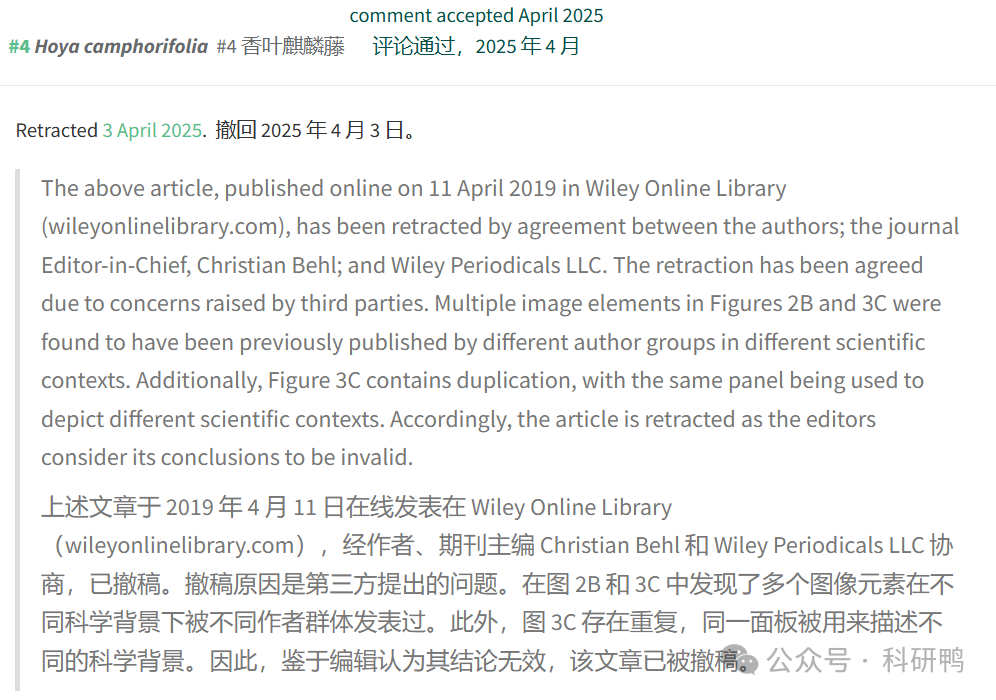 comment accepted April 2025
#4 Hoya camphorifolia #4 香叶麒麟藤 评论通过，2025 年 4 月
Retracted 3 April 2025. 撤回 2025 年 4 月 3 日。
The above article, published online on 11 April 2019 in Wiley Online Library
(wileyonlinelibrary.com), has been retracted by agreement between the authors; the journal
Editor-in-Chief, Christian Behl; and Wiley Periodicals LLC. The retraction has been agreed
due to concerns raised by third parties. Multiple image elements in Figures 2B and 3C were
found to have been previously published by different author groups in different scientific
contexts. Additionally, Figure 3C contains duplication, with the same panel being used to
depict different scientific contexts. Accordingly, the article is retracted as the editors
consider its conclusions to be invalid.
上述文章于 2019 年 4 月 11 日在线发表在 Wiley Online Library
（wileyonlinelibrary.com），经作者、期刊主编 Christian Behl 和 Wiley Periodicals LLC 协
商，已撤稿。撤稿原因是第三方提出的问题。在图 2B 和 3C 中发现了多个图像元素在不
同科学背景下被不同作者群体发表过。此外，图 3C 存在重复，同一面板被用来描述不
同的科学背景。因此，鉴于编辑认为其结论无效，该文章已被撤稿。
公众号 · 科研鸭